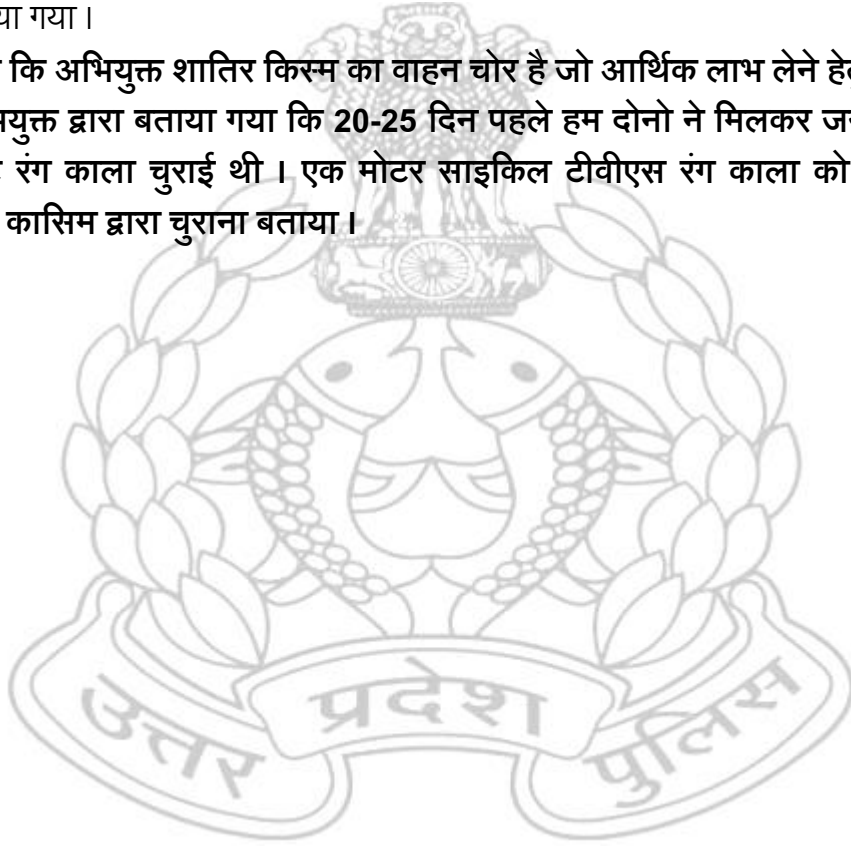 या गया ।
कि अभियुक्त शातिर किस्म का वाहन चोर है जो आर्थिक लाभ लेने हेतु
युक्त द्वारा बताया गया कि 20-25 दिन पहले हम दोनो ने मिलकर
रंग काला चुराई थी । एक मोटर साइकिल टीवीएस रंग काला को
कासिम द्वारा चुराना बताया ।
उत्तर प्रदेश पुलिस